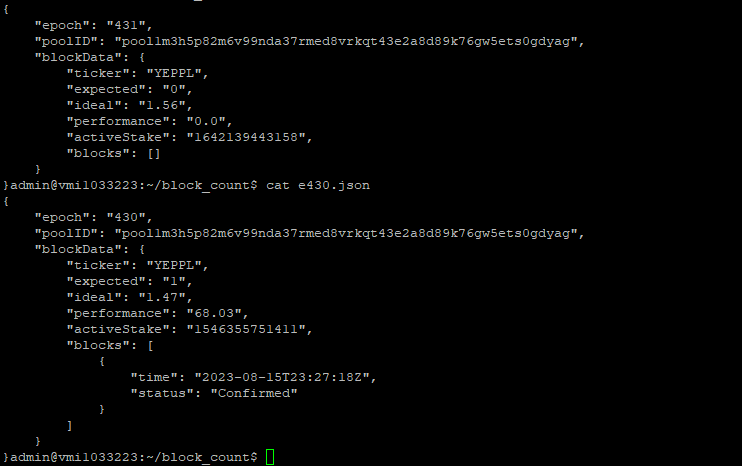 {
    "epoch": "431",
    "poolID": "pool1m3h5p82m6v99nda37rmed8vrkqt43e2a8d89k76gw5ets0gdyag",
    "blockData": {
        "ticker": "YEPPL",
        "expected": "0",
        "ideal": "1.56",
        "performance": "0.0",
        "activeStake": "1642139443158",
        "blocks": []
    }
}admin@vmi1033223:~/block_count$ cat e430.json
{
    "epoch": "430",
    "poolID": "pool1m3h5p82m6v99nda37rmed8vrkqt43e2a8d89k76gw5ets0gdyag",
    "blockData": {
        "ticker": "YEPPL",
        "expected": "1",
        "ideal": "1.47",
        "performance": "68.03",
        "activeStake": "1546355751411",
        "blocks": [
            {
                "time": "2023-08-15T23:27:18Z",
                "status": "Confirmed"
            }
        ]
    }
}admin@vmi1033223:~/block_count$